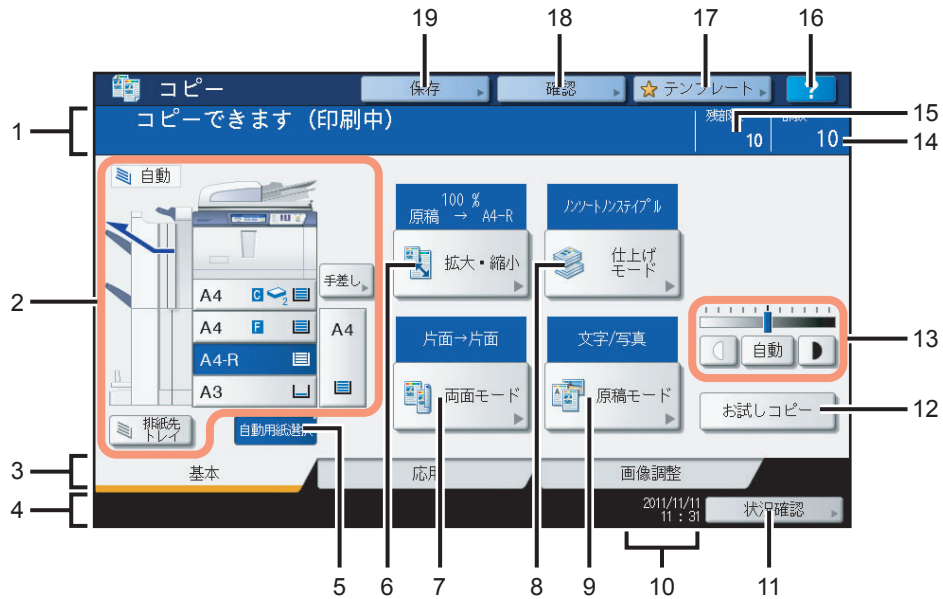 19
18
17
16
コピー
保存
確認
テンプレート
?
1
コピーできます (印刷中)
15
10
10
14
自動
100 %
原稿 → A4-R
ノンソートノンステイプル
拡大・縮小
仕上げ
モード
手差し
2
A4 C 2
A4 F
A4
A4-R
A3
片面→片面
文字/写真
自動
13
両面モード
原稿モード
お試しコピー
12
排紙先
トレイ
自動用紙選択
3
基本
応用
画像調整
4
2011/11/11
11 : 31
状況確認
5
6
7
8
9
10
11